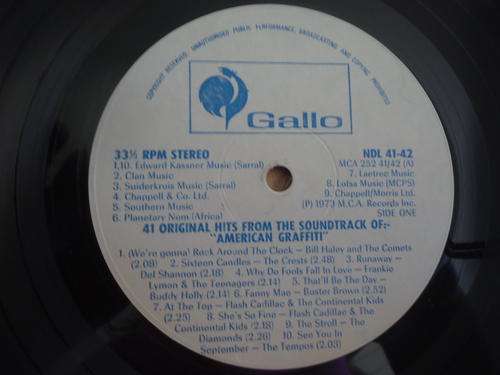 COPYRIGHT RESERVED. UNAUTHORISED PUBLIC PERFORMANCE, BROADCASTING AND COPYING PROHIBITED
Gallo
33⅓ RPM STEREO
NDL 41-42
MCA 252 41/42 (A)
1,10. Edward Kassner Music (Sarral)
2. Clan Music
3. Suiderkruis Music (Sarral)
4. Chappell & Co. Ltd.
5. Southern Music
6. Planetary Nom (Africa)
7. Laetrec Music
8. Lotsa Music (MCPS)
9. Chappell/Morris Ltd.
(P) 1973 M.C.A. Records Inc.
SIDE ONE
41 ORIGINAL HITS FROM THE SOUNDTRACK OF:-
"AMERICAN GRAFFITI"
1. (We're gonna) Rock Around The Clock — Bill Haley and The Comets
(2.08) 2. Sixteen Candles — The Crests (2.48) 3. Runaway —
Del Shannon (2.18) 4. Why Do Fools Fall In Love — Frankie
Lymon & The Teenagers (2.14) 5. That'll Be The Day —
Buddy Holly (2.14) 6. Fanny Mae — Buster Brown (2.52)
7. At The Hop — Flash Cadillac & The Continental Kids
(2.25) 8. She's So Fine — Flash Cadillac & The
Continental Kids (2.18) 9. The Stroll — The
Diamonds (2.26) 10. See You In
September — The Tempos (2.03)